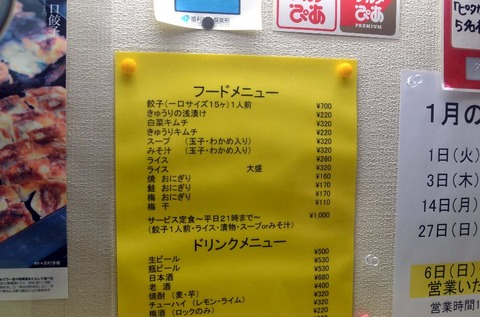 日餃子
ぴあ
ぴあ
PREMIUM
フードメニュー
餃子(一口サイズ15ヶ)1人前 ¥700
きゅうりの浅漬け ¥220
白菜キムチ ¥320
きゅうりキムチ ¥220
スープ (玉子・わかめ入り) ¥320
みそ汁 (玉子・わかめ入り) ¥320
ライス ¥260
ライス 大盛 ¥320
焼 おにぎり ¥160
鮭 おにぎり ¥170
梅 おにぎり ¥170
梅 干 ¥110
サービス定食~平日21時まで~ ¥1,000
(餃子1人前・ライス・漬物・スープorみそ汁)
ドリンクメニュー
生ビール ¥500
瓶ビール ¥530
日本酒 ¥530
老 酒
焼酎 (麦・芋)
チューハイ (レモン・ライム)
梅酒 (ロックのみ)
1月の
1日(火)
3日(木)
14日(月)
27日(日)
6日(日)
営業いた
営業時間1